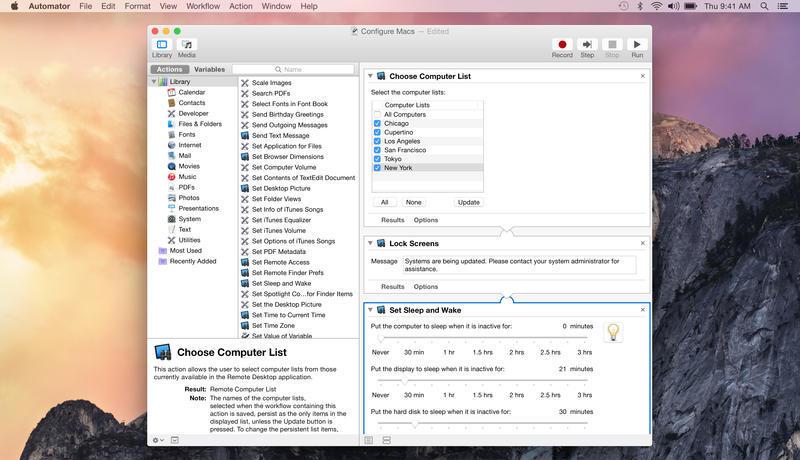 Automator File Edit Format View Workflow Action Window Help Thu 9:41 AM
Configure Macs — Edited
Library Media Record Step Stop Run
Actions Variables Name
Library
Calendar
Contacts
Developer
Files & Folders
Fonts
Internet
Mail
Movies
Music
PDFs
Photos
Presentations
System
Text
Utilities
Most Used
Recently Added
Scale Images
Search PDFs
Select Fonts in Font Book
Send Birthday Greetings
Send Outgoing Messages
Send Text Message
Set Application for Files
Set Browser Dimensions
Set Computer Volume
Set Contents of TextEdit Document
Set Desktop Picture
Set Folder Views
Set Info of iTunes Songs
Set iTunes Equalizer
Set iTunes Volume
Set Options of iTunes Songs
Set PDF Metadata
Set Remote Access
Set Remote Finder Prefs
Set Sleep and Wake
Set Spotlight Co...for Finder Items
Set the Desktop Picture
Set Time to Current Time
Set Time Zone
Set Value of Variable
Choose Computer List
This action allows the user to select computer lists from those
currently available in the Remote Desktop application.
Result: Remote Computer List
Note: The names of the computer lists,
selected when the workflow containing this
action is saved, persist as the only items in the
displayed list, unless the Update button is
pressed. To change the persistent list items,
Choose Computer List
Select the computer lists:
Computer Lists
All Computers
Chicago
Cupertino
Los Angeles
San Francisco
Tokyo
New York
All None Update
Results Options
Lock Screens
Message Systems are being updated. Please contact your system administrator for
assistance.
Results Options
Set Sleep and Wake
Put the computer to sleep when it is inactive for: 0 minutes
Never 30 min 1 hr 1.5 hrs 2 hrs 2.5 hrs 3 hrs
Put the display to sleep when it is inactive for: 21 minutes
Never 30 min 1 hr 1.5 hrs 2 hrs 2.5 hrs 3 hrs
Put the hard disk to sleep when it is inactive for: 30 minutes